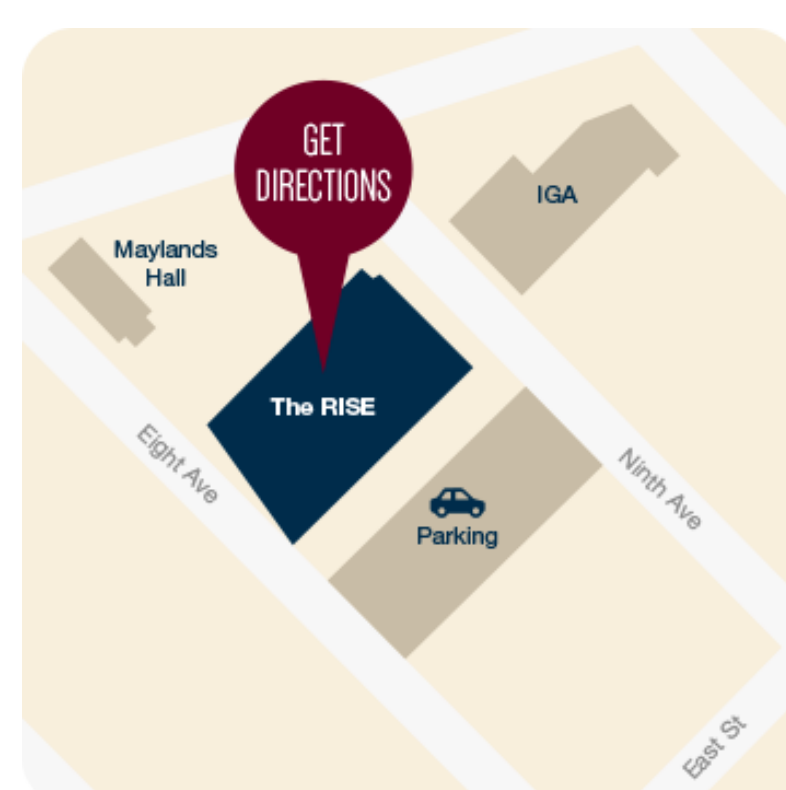 GET
DIRECTIONS
IGA
Maylands
Hall
The RISE
Eight Ave
Ninth Ave
Parking
East St